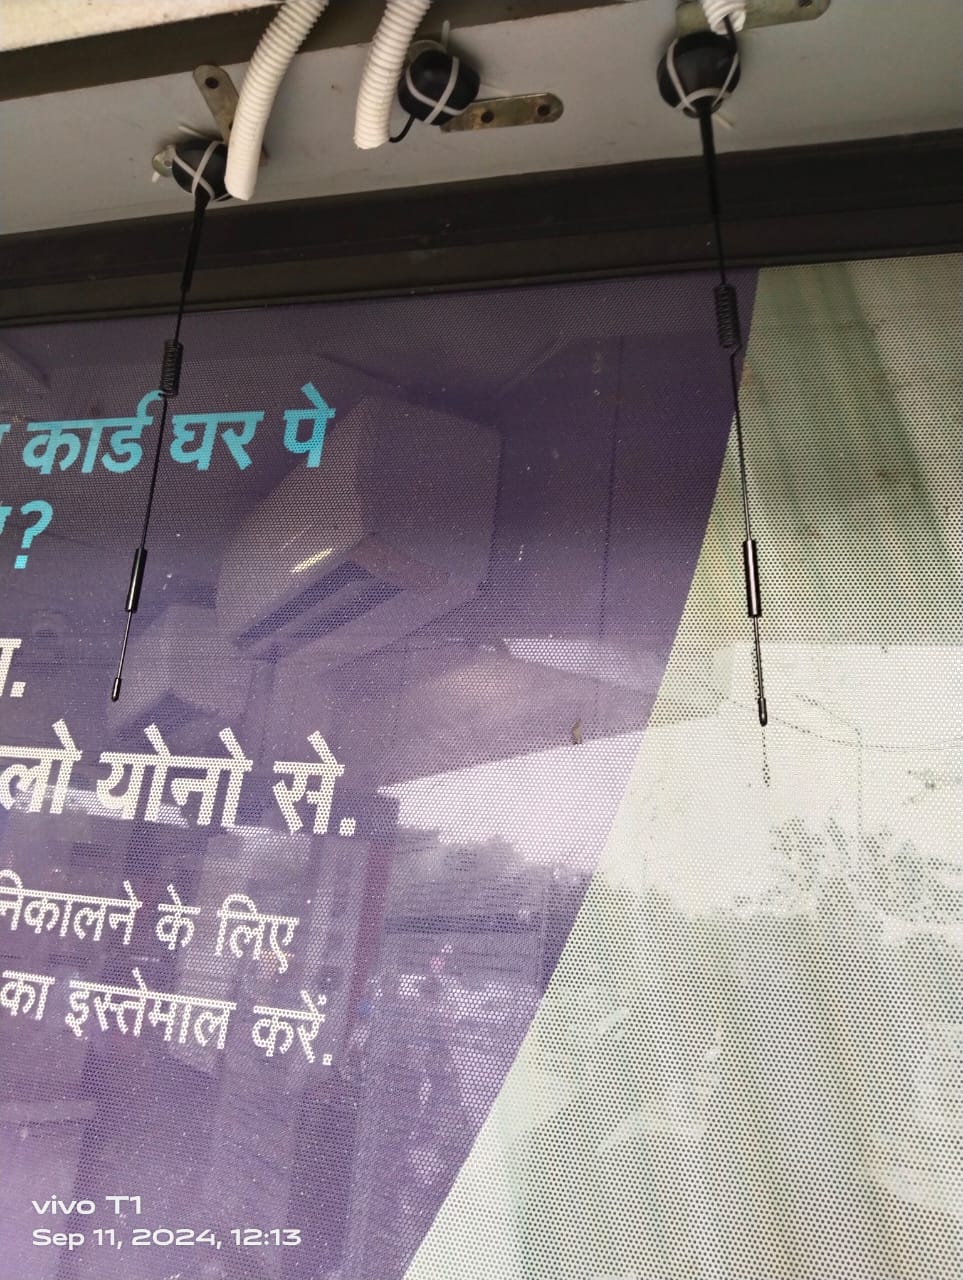 कार्ड घर पे
?
योनो से.
निकालने के लिए
का इस्तेमाल करें.
vivo T1
Sep 11, 2024, 12:13